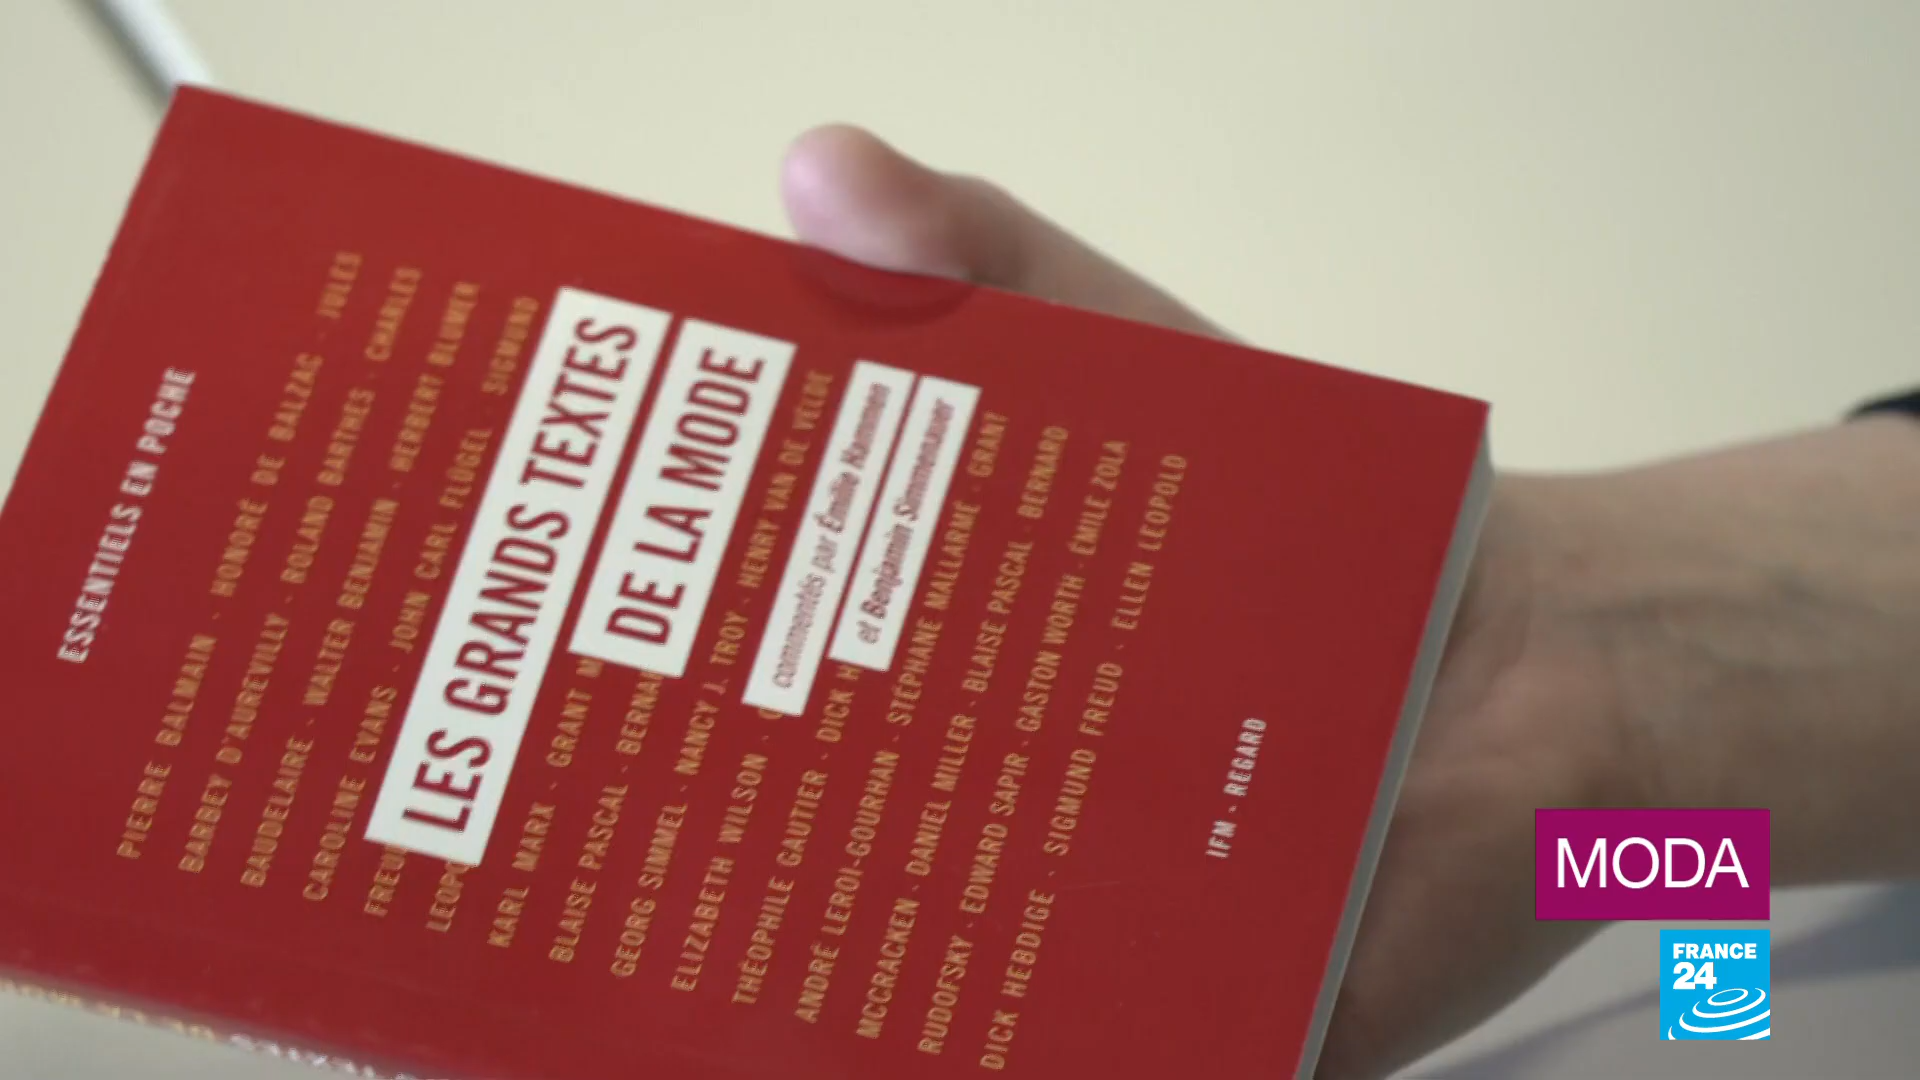 ESSENTIELS EN POCHE
PIERRE BALMAIN · HONORÉ DE BALZAC · JULES
BARBEY D'AUREVILLY · ROLAND BARTHES · CHARLES
BAUDELAIRE · WALTER BENJAMIN · HERBERT BLUMER
CAROLINE EVANS · JOHN CARL FLÜGEL · SIGMUND
LES GRANDS TEXTES
DE LA MODE
KARL MARX · GRANT
BLAISE PASCAL ·
GEORG SIMMEL · NANCY J. TROY · HENRY VAN DE VELDE
ELIZABETH WILSON ·
commentés par Émilie Hammen
et Benjamin Simmenauer
THÉOPHILE GAUTIER · DICK
ANDRÉ LEROI-GOURHAN · STÉPHANE MALLARMÉ · GRANT
MCCRACKEN · DANIEL MILLER · BLAISE PASCAL · BERNARD
RUDOFSKY · EDWARD SAPIR · GASTON WORTH · ÉMILE ZOLA
DICK HEBDIGE · SIGMUND FREUD · ELLEN LEOPOLD
IFM - REGARD
MODA
FRANCE
24